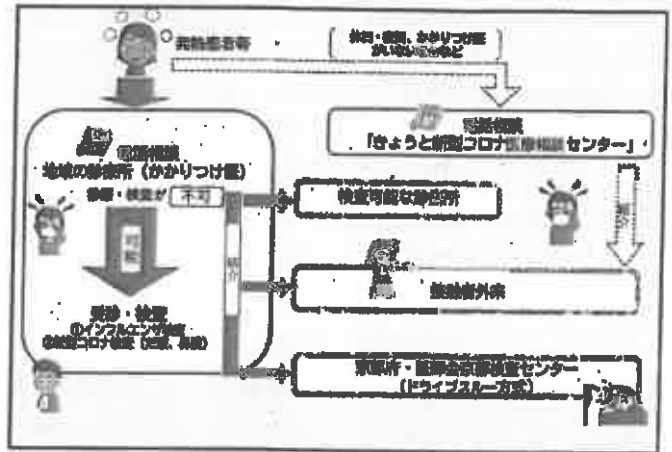 発熱患者等
休日・夜間、かかりつけ医
がいない場合など
電話相談
「きょうと新型コロナ医療相談センター」
電話相談
地域の診療所（かかりつけ医）
診療・検査が 不可
可能
紹介
検査可能な診療所
接触者外来
受診・検査
①インフルエンザ検査
②新型コロナ検査
京都府・医師会京都検査センター
（ドライブスルー方式）